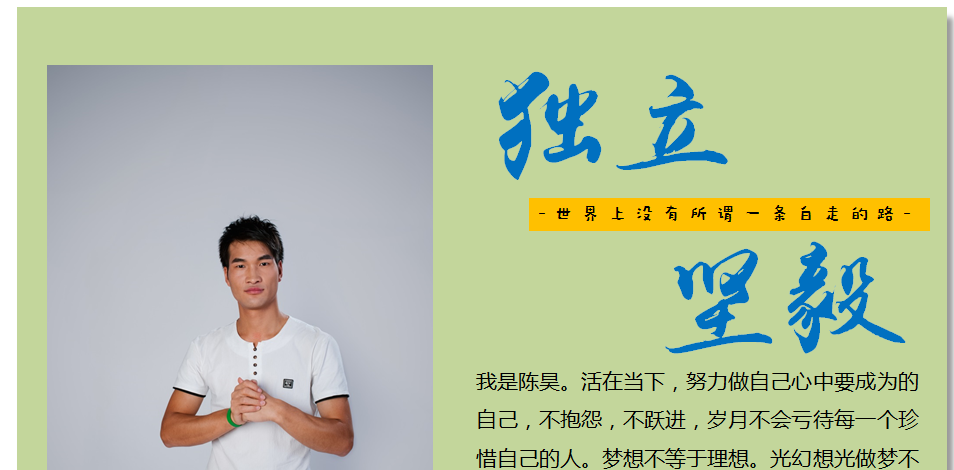 独立
-世界上没有所谓一条白走的路-
坚毅
我是陈昊。活在当下，努力做自己心中要成为的
自己，不抱怨，不跃进，岁月不会亏待每一个珍
惜自己的人。梦想不等于理想。光幻想光做梦不